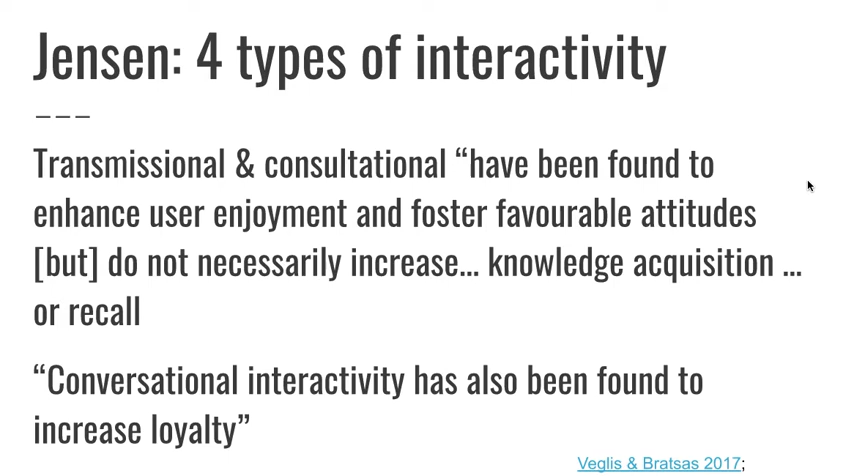 Jensen: 4 types of interactivity
___
Transmissional & consultational “have been found to
enhance user enjoyment and foster favourable attitudes
[but] do not necessarily increase... knowledge acquisition ...
or recall
“Conversational interactivity has also been found to
increase loyalty”
Veglis & Bratsas 2017;